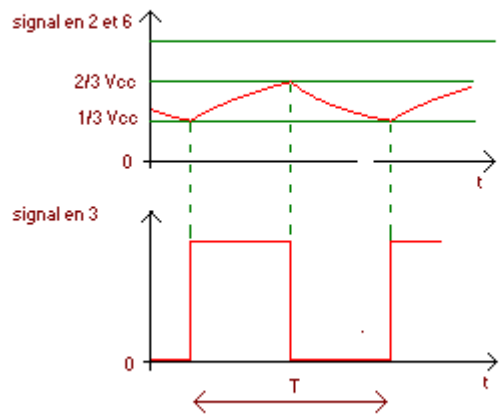 signal en 2 et 6
2/3 Vcc
1/3 Vcc
0
t
signal en 3
0
t
T